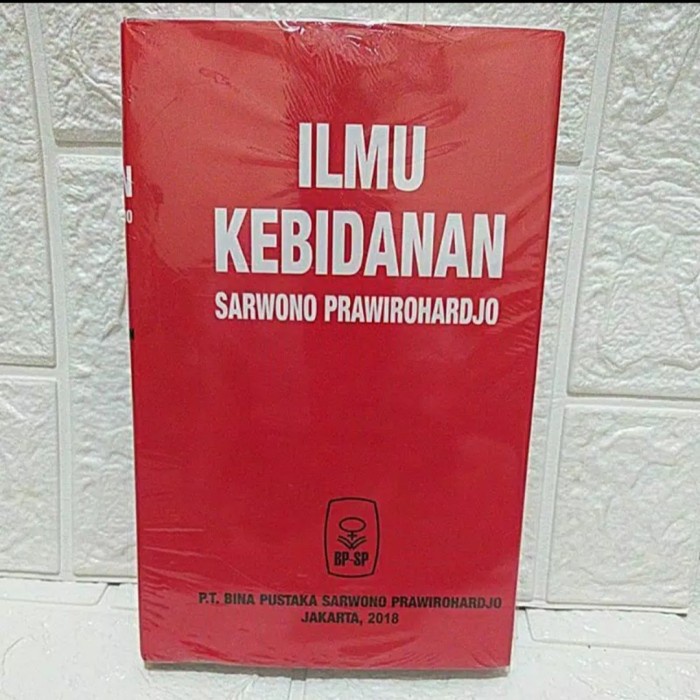 ILMU
KEBIDANAN
SARWONO PRAWIROHARDJO
BP-SP
P.T. BINA PUSTAKA SARWONO PRAWIROHARDJO
JAKARTA, 2018